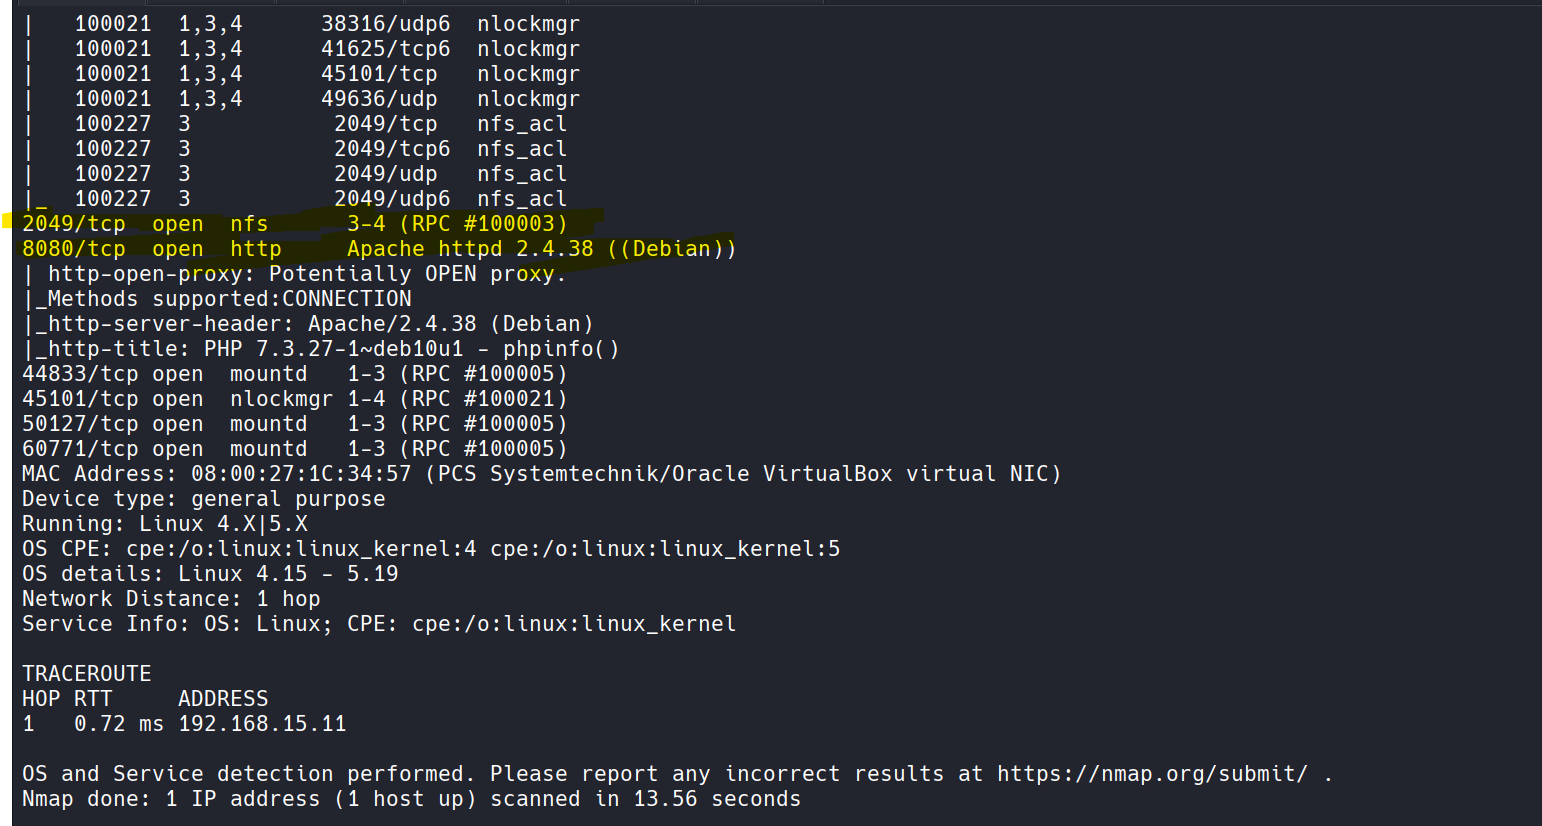 |   100021  1,3,4      38316/udp6  nlockmgr
|   100021  1,3,4      41625/tcp6  nlockmgr
|   100021  1,3,4      45101/tcp   nlockmgr
|   100021  1,3,4      49636/udp   nlockmgr
|   100227  3           2049/tcp   nfs_acl
|   100227  3           2049/tcp6  nfs_acl
|   100227  3           2049/udp   nfs_acl
|_  100227  3           2049/udp6  nfs_acl
2049/tcp  open  nfs      3-4 (RPC #100003)
8080/tcp  open  http     Apache httpd 2.4.38 ((Debian))
| http-open-proxy: Potentially OPEN proxy.
|_Methods supported:CONNECTION
|_http-server-header: Apache/2.4.38 (Debian)
|_http-title: PHP 7.3.27-1~deb10u1 - phpinfo()
44833/tcp open  mountd   1-3 (RPC #100005)
45101/tcp open  nlockmgr 1-4 (RPC #100021)
50127/tcp open  mountd   1-3 (RPC #100005)
60771/tcp open  mountd   1-3 (RPC #100005)
MAC Address: 08:00:27:1C:34:57 (PCS Systemtechnik/Oracle VirtualBox virtual NIC)
Device type: general purpose
Running: Linux 4.X|5.X
OS CPE: cpe:/o:linux:linux_kernel:4 cpe:/o:linux:linux_kernel:5
OS details: Linux 4.15 - 5.19
Network Distance: 1 hop
Service Info: OS: Linux; CPE: cpe:/o:linux:linux_kernel

TRACEROUTE
HOP RTT     ADDRESS
1   0.72 ms 192.168.15.11

OS and Service detection performed. Please report any incorrect results at https://nmap.org/submit/ .
Nmap done: 1 IP address (1 host up) scanned in 13.56 seconds